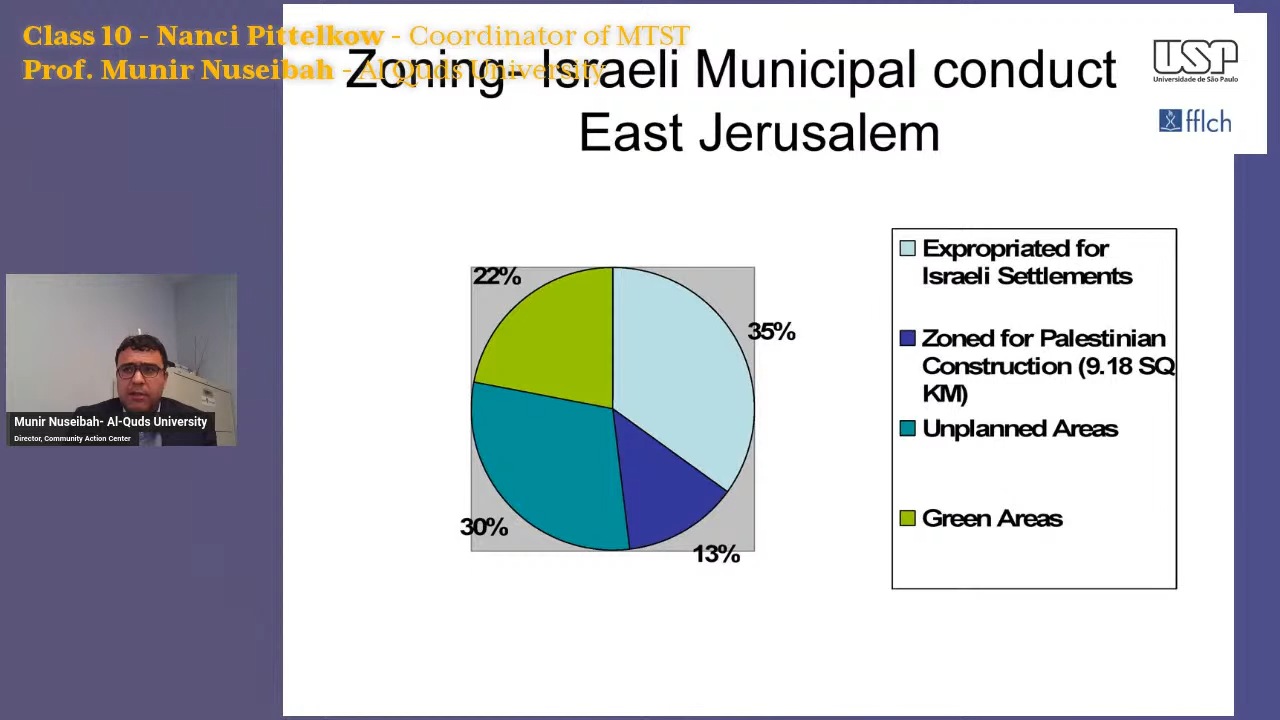 Class 10 - Nanci Pittelkow - Coordinator of MTST
Prof. Munir Nuseibah - Al Quds University
Zoning- Israeli Municipal conduct
East Jerusalem
USP
Universidade de São Paulo
fflch
22%
35%
30%
13%
Expropriated for
Israeli Settlements
Zoned for Palestinian
Construction (9.18 SQ
KM)
Unplanned Areas
Green Areas
Munir Nuseibah- Al-Quds University
Director, Community Action Center